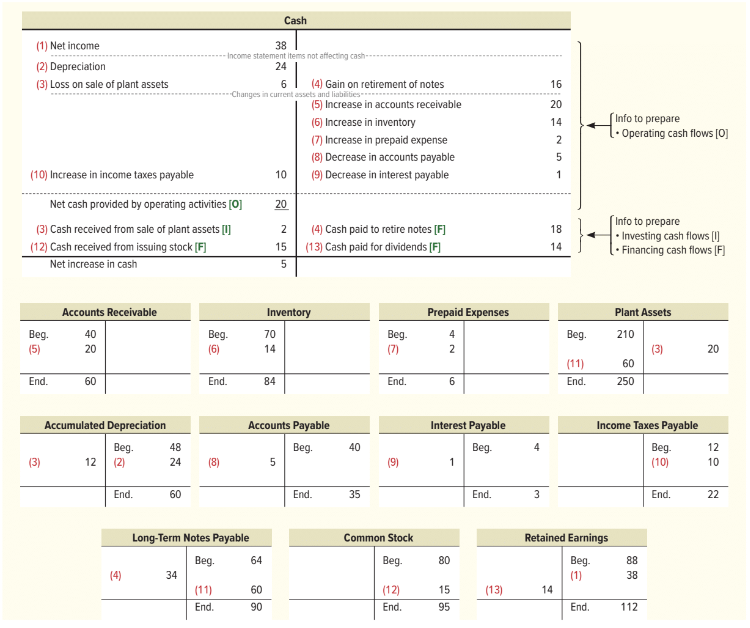 Cash
(1) Net income 38
Income statement items not affecting cash
(2) Depreciation 24
(3) Loss on sale of plant assets 6 (4) Gain on retirement of notes 16
Changes in current assets and liabilities
(5) Increase in accounts receivable 20
(6) Increase in inventory 14
(7) Increase in prepaid expense 2
(8) Decrease in accounts payable 5
(10) Increase in income taxes payable 10 (9) Decrease in interest payable 1
Net cash provided by operating activities [O] 20
(3) Cash received from sale of plant assets [I] 2 (4) Cash paid to retire notes [F] 18
(12) Cash received from issuing stock [F] 15 (13) Cash paid for dividends [F] 14
Net increase in cash 5
Info to prepare
• Operating cash flows [O]
Info to prepare
• Investing cash flows [I]
• Financing cash flows [F]
Accounts Receivable
Beg. 40
(5) 20
End. 60
Inventory
Beg. 70
(6) 14
End. 84
Prepaid Expenses
Beg. 4
(7) 2
End. 6
Plant Assets
Beg. 210
(3) 20
(11) 60
End. 250
Accumulated Depreciation
Beg. 48
(3) 12 (2) 24
End. 60
Accounts Payable
Beg. 40
(8) 5
End. 35
Interest Payable
Beg. 4
(9) 1
End. 3
Income Taxes Payable
Beg. 12
(10) 10
End. 22
Long-Term Notes Payable
Beg. 64
(4) 34
(11) 60
End. 90
Common Stock
Beg. 80
(12) 15
End. 95
Retained Earnings
Beg. 88
(1) 38
(13) 14
End. 112